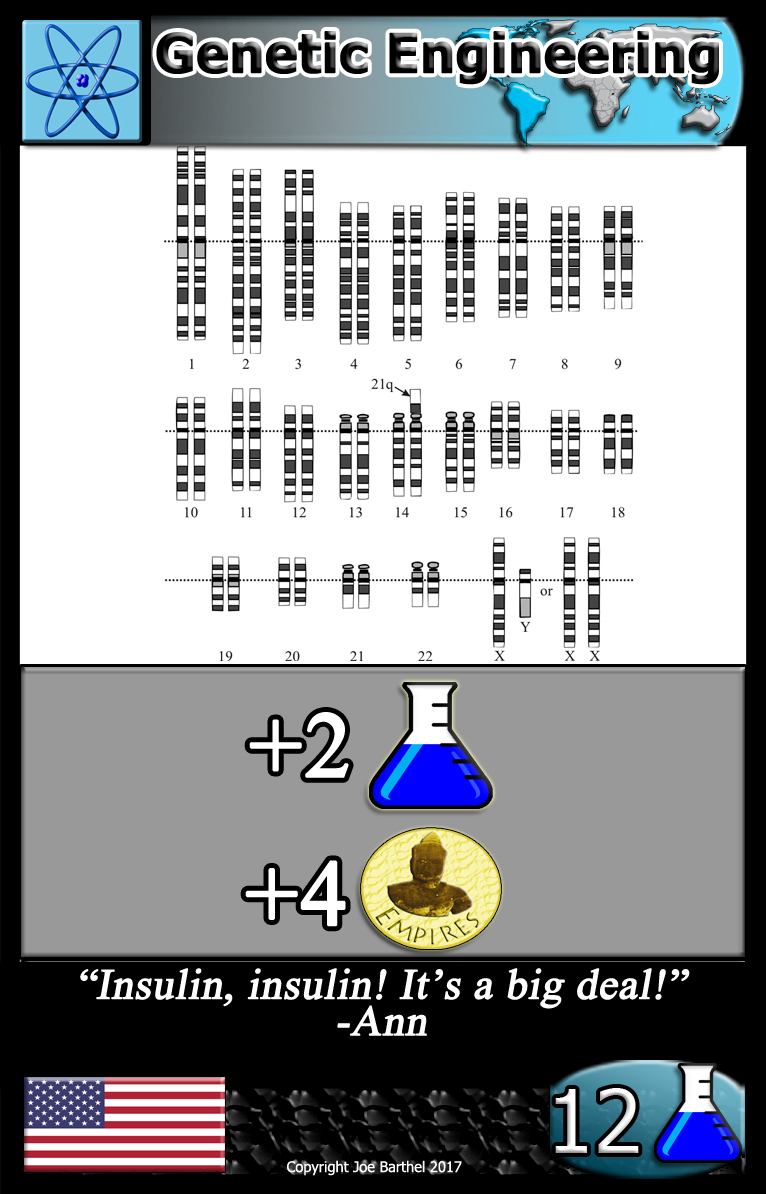 Genetic Engineering
1 2 3 4 5 6 7 8 9
21q
10 11 12 13 14 15 16 17 18
or
Y
19 20 21 22 X X X
+2
+4
EMPIRES
“Insulin, insulin! It’s a big deal!”
-Ann
12
Copyright Joe Barthel 2017